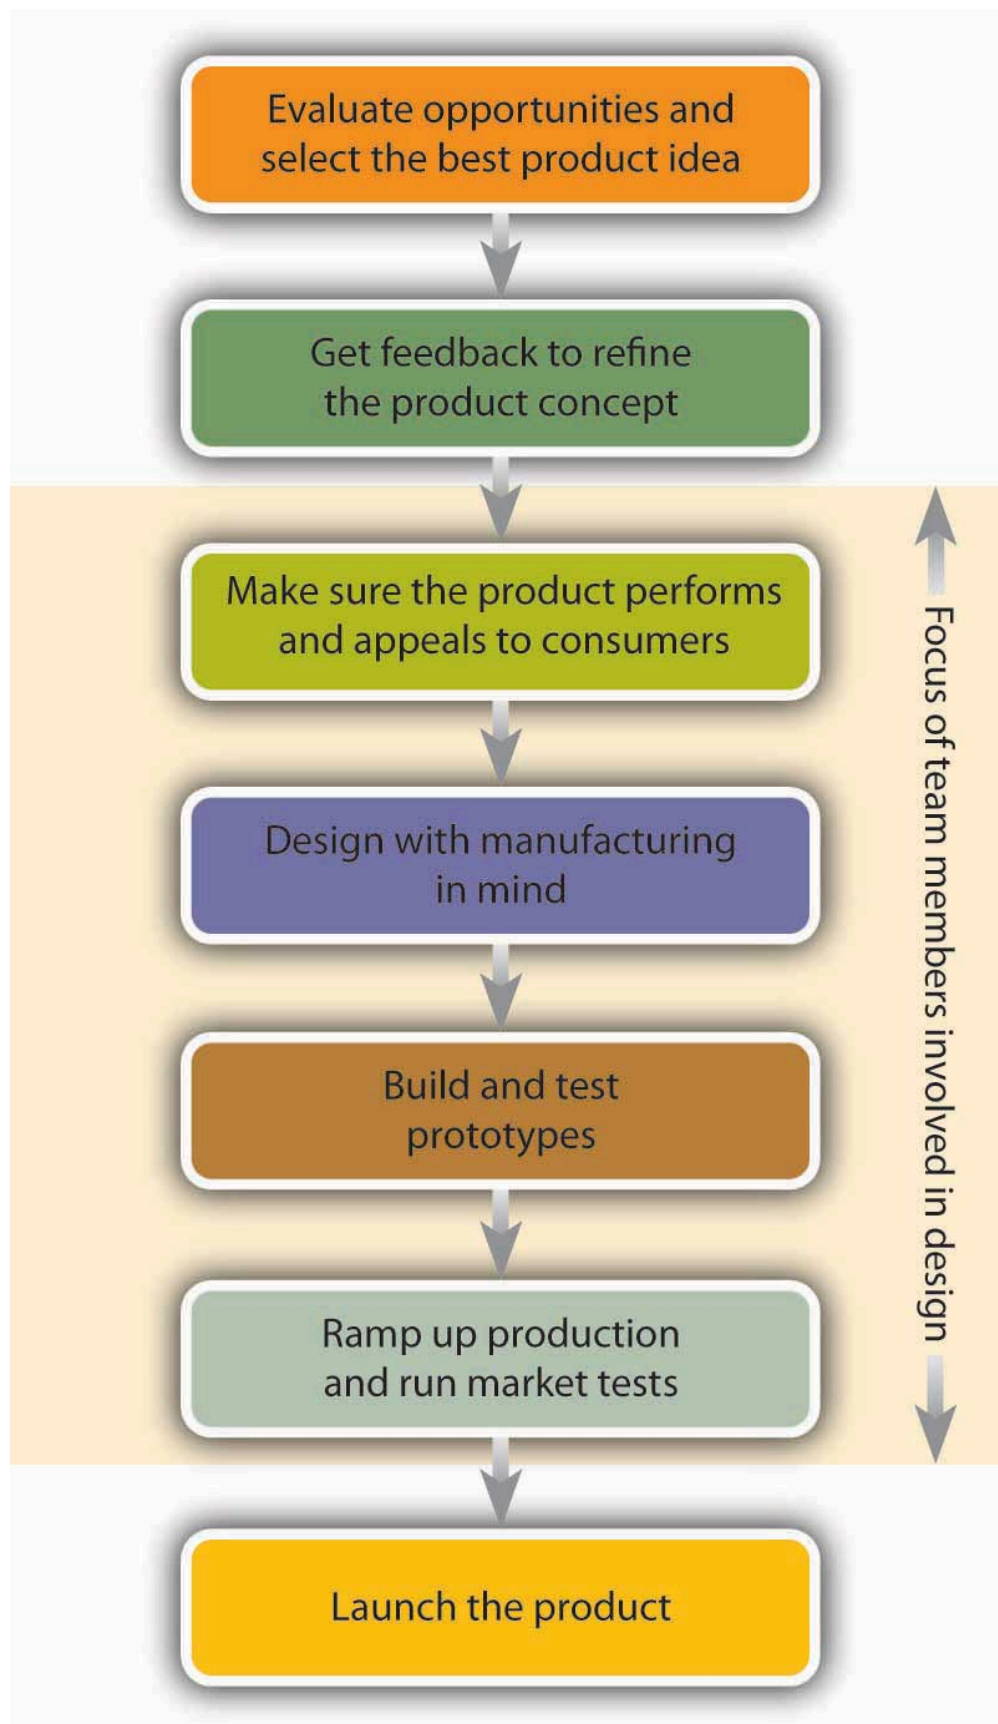 Evaluate opportunities and
select the best product idea
Get feedback to refine
the product concept
Make sure the product performs
and appeals to consumers
Design with manufacturing
in mind
Build and test
prototypes
Ramp up production
and run market tests
Launch the product
Focus of team members involved in design